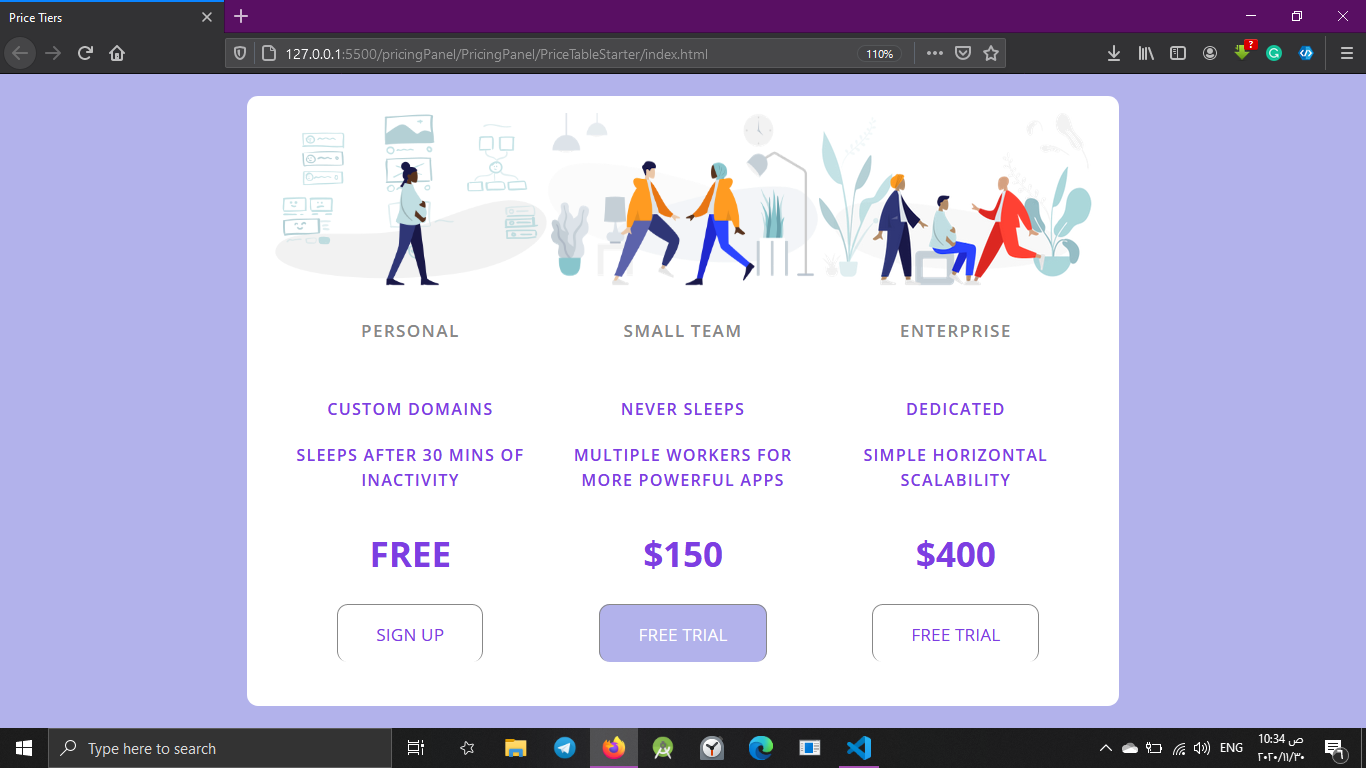 Price Tiers
127.0.0.1:5500/pricingPanel/PricingPanel/PriceTableStarter/index.html
110%
?
PERSONAL
SMALL TEAM
ENTERPRISE
CUSTOM DOMAINS
NEVER SLEEPS
DEDICATED
SLEEPS AFTER 30 MINS OF
INACTIVITY
MULTIPLE WORKERS FOR
MORE POWERFUL APPS
SIMPLE HORIZONTAL
SCALABILITY
FREE
$150
$400
SIGN UP
FREE TRIAL
FREE TRIAL
Type here to search
ENG
10:34 ص
٢٠٢٠/١١/٣٠
٦